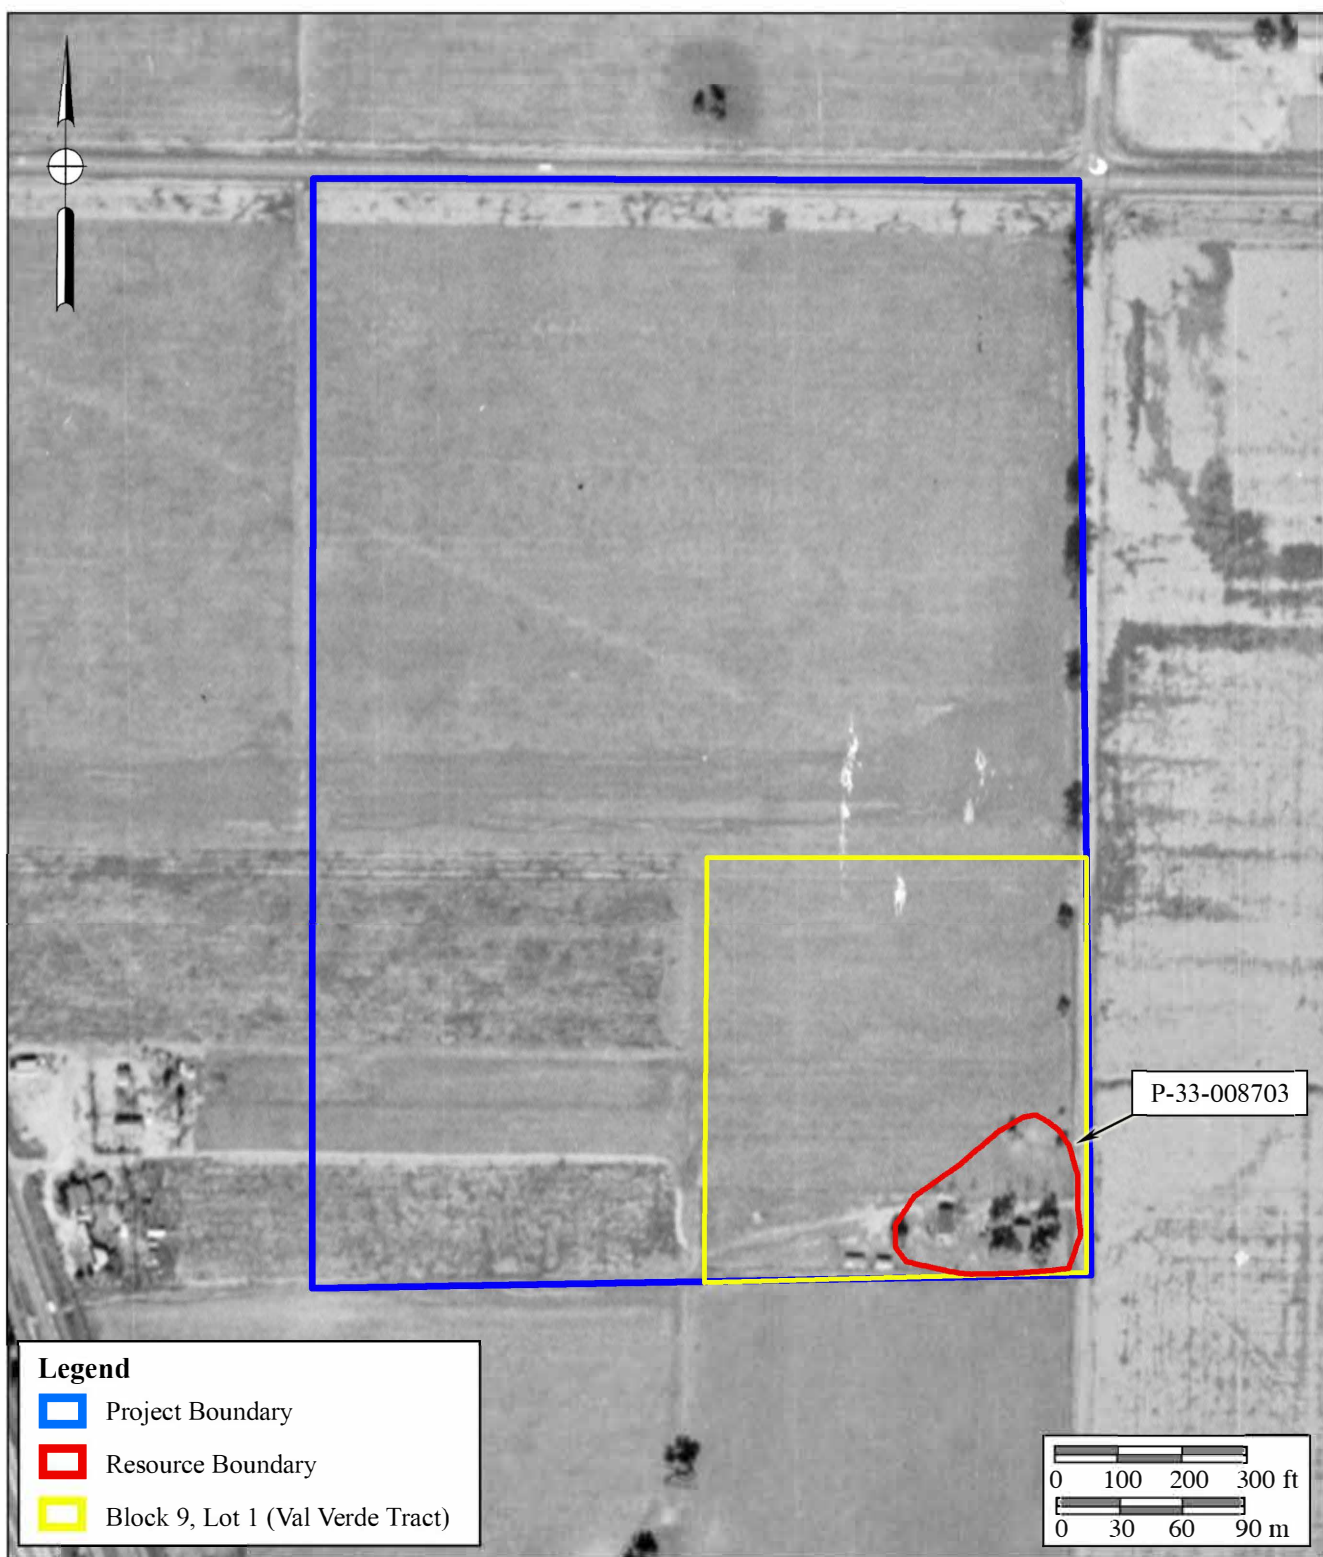 P-33-008703
Legend
Project Boundary
Resource Boundary
Block 9, Lot 1 (Val Verde Tract)
0 100 200 300 ft
0 30 60 90 m